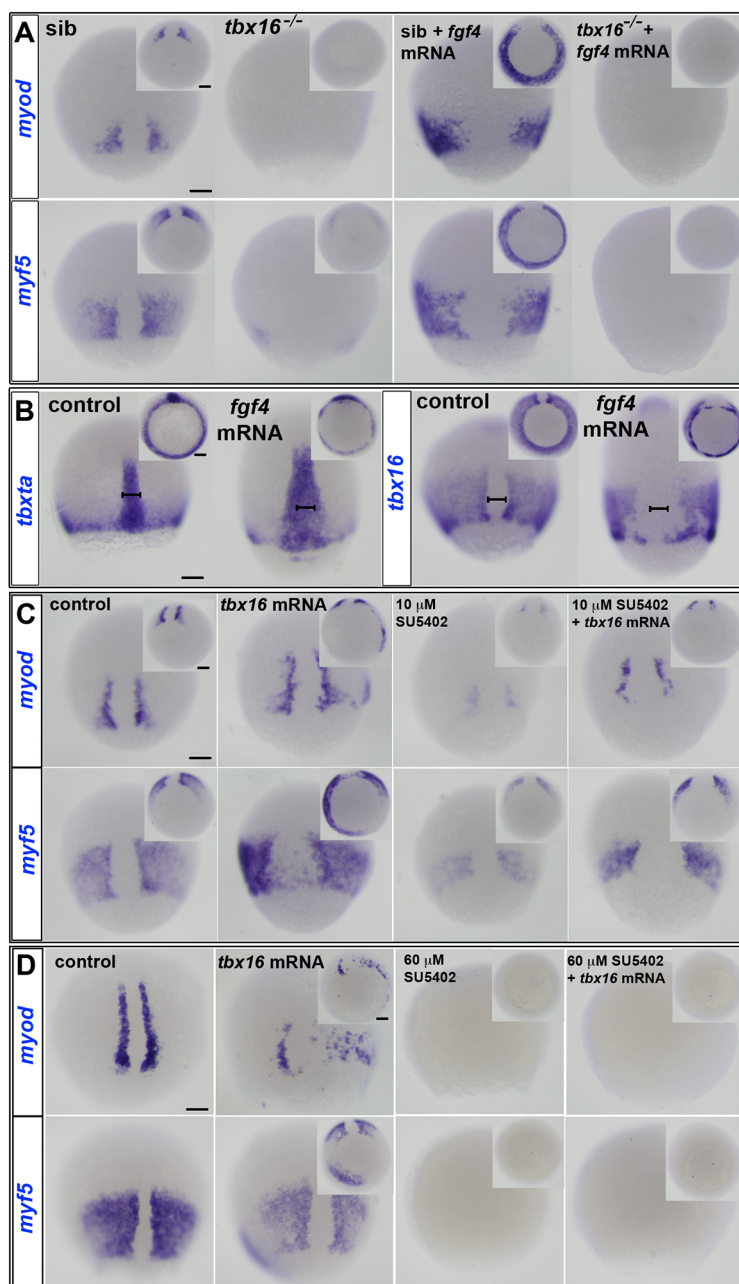 A
sib
tbx16-/-
sib + fgf4
mRNA
tbx16-/- +
fgf4 mRNA
myod
myf5
B
control
fgf4
mRNA
control
fgf4
mRNA
tbxta
tbx16
C
control
tbx16 mRNA
10 µM
SU5402
10 µM SU5402
+ tbx16 mRNA
myod
myf5
D
control
tbx16 mRNA
60 µM
SU5402
60 µM SU5402
+ tbx16 mRNA
myod
myf5